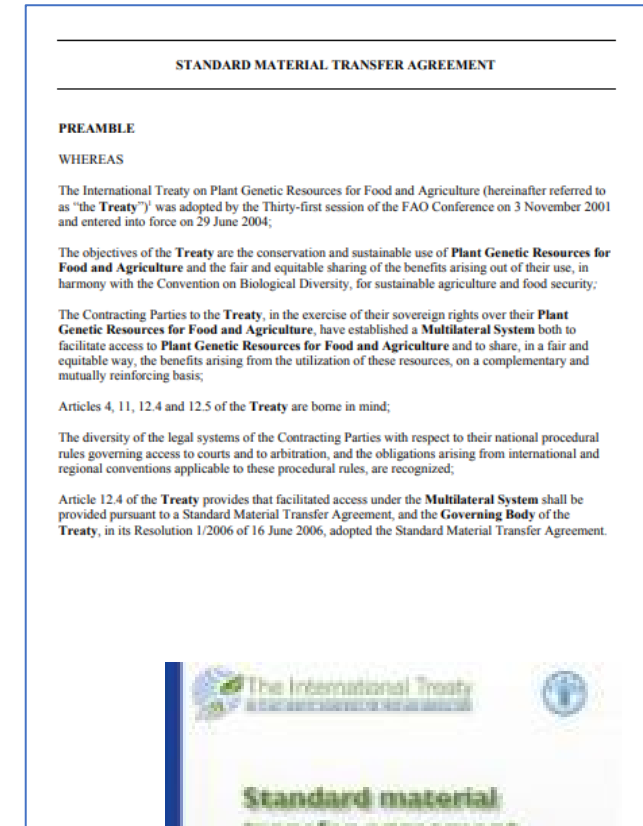 STANDARD MATERIAL TRANSFER AGREEMENT
PREAMBLE
WHEREAS
The International Treaty on Plant Genetic Resources for Food and Agriculture (hereinafter referred to
as “the Treaty”)¹ was adopted by the Thirty-first session of the FAO Conference on 3 November 2001
and entered into force on 29 June 2004;
The objectives of the Treaty are the conservation and sustainable use of Plant Genetic Resources for
Food and Agriculture and the fair and equitable sharing of the benefits arising out of their use, in
harmony with the Convention on Biological Diversity, for sustainable agriculture and food security;
The Contracting Parties to the Treaty, in the exercise of their sovereign rights over their Plant
Genetic Resources for Food and Agriculture, have established a Multilateral System both to
facilitate access to Plant Genetic Resources for Food and Agriculture and to share, in a fair and
equitable way, the benefits arising from the utilization of these resources, on a complementary and
mutually reinforcing basis;
Articles 4, 11, 12.4 and 12.5 of the Treaty are borne in mind;
The diversity of the legal systems of the Contracting Parties with respect to their national procedural
rules governing access to courts and to arbitration, and the obligations arising from international and
regional conventions applicable to these procedural rules, are recognized;
Article 12.4 of the Treaty provides that facilitated access under the Multilateral System shall be
provided pursuant to a Standard Material Transfer Agreement, and the Governing Body of the
Treaty, in its Resolution 1/2006 of 16 June 2006, adopted the Standard Material Transfer Agreement.
The International Treaty
Standard material